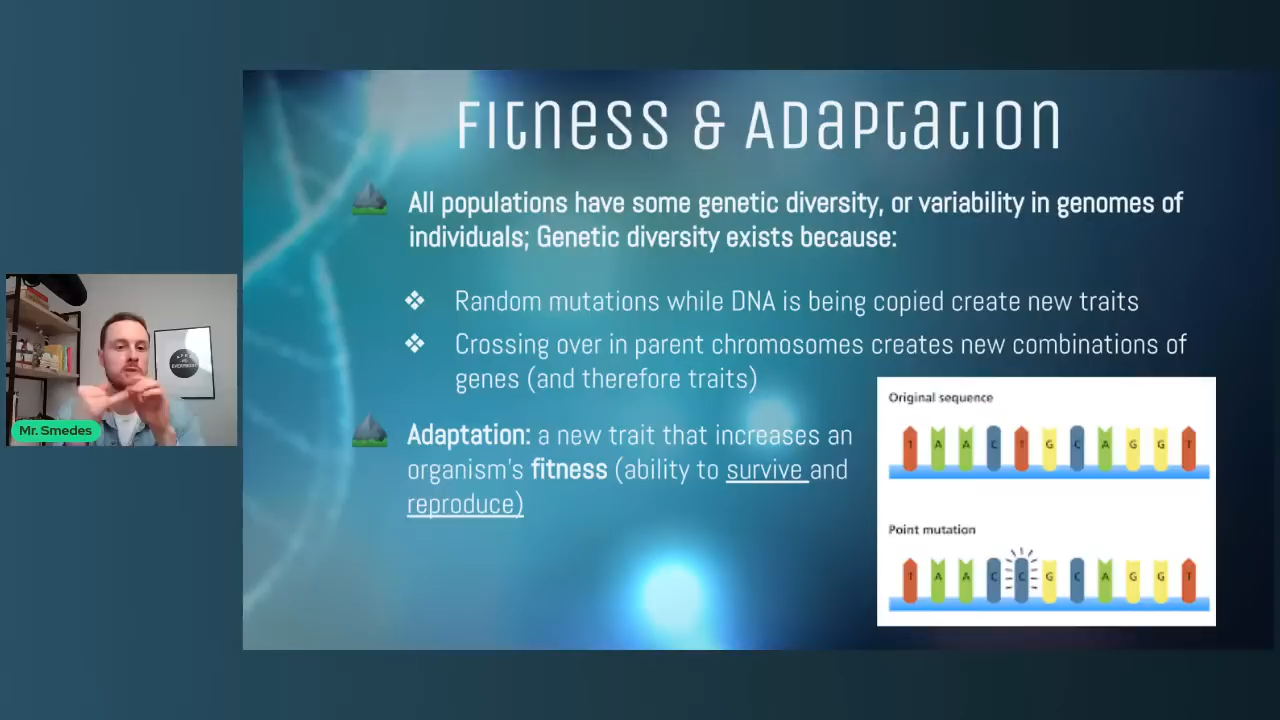 Fitness & Adaptation
All populations have some genetic diversity, or variability in genomes of
individuals; Genetic diversity exists because:
Random mutations while DNA is being copied create new traits
Crossing over in parent chromosomes creates new combinations of
genes (and therefore traits)
Adaptation: a new trait that increases an
organism's fitness (ability to survive and
reproduce)
Original sequence
T A A C T G C A G G T
Point mutation
T A A C C G C A G G T
Mr. Smedes